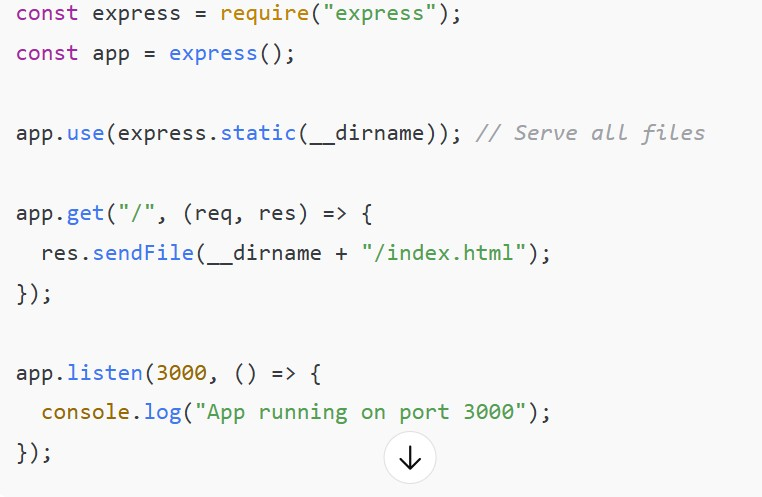 const express = require("express");
const app = express();
app.use(express.static(__dirname)); // Serve all files
app.get("/", (req, res) => {
  res.sendFile(__dirname + "/index.html");
});
app.listen(3000, () => {
  console.log("App running on port 3000");
});